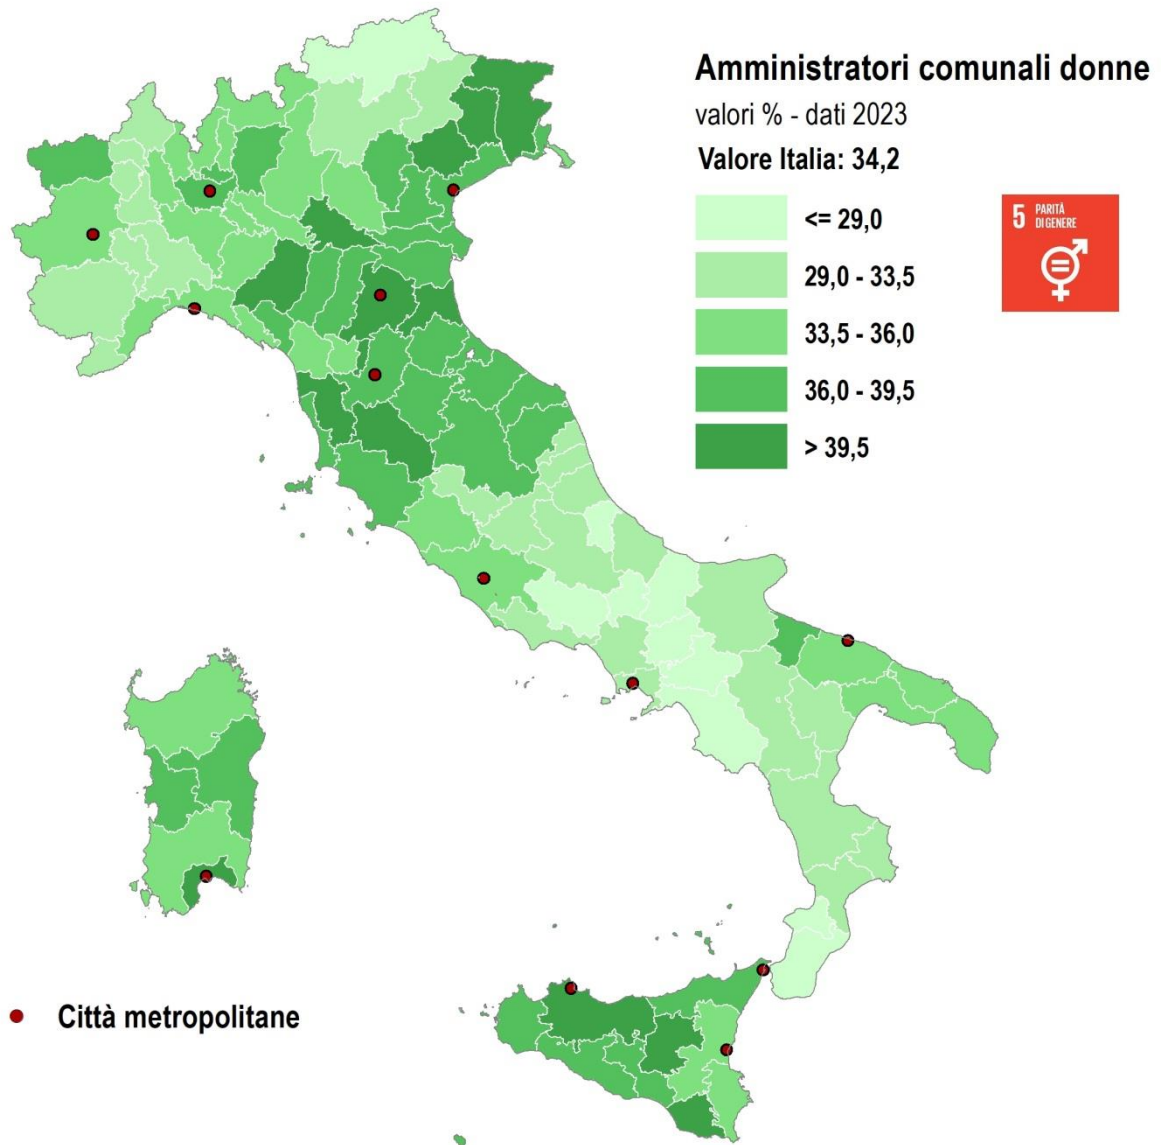 Amministratori comunali donne
valori % - dati 2023
Valore Italia: 34,2
<= 29,0
29,0 - 33,5
33,5 - 36,0
36,0 - 39,5
> 39,5
5 PARITÀ
DI GENERE
Città metropolitane